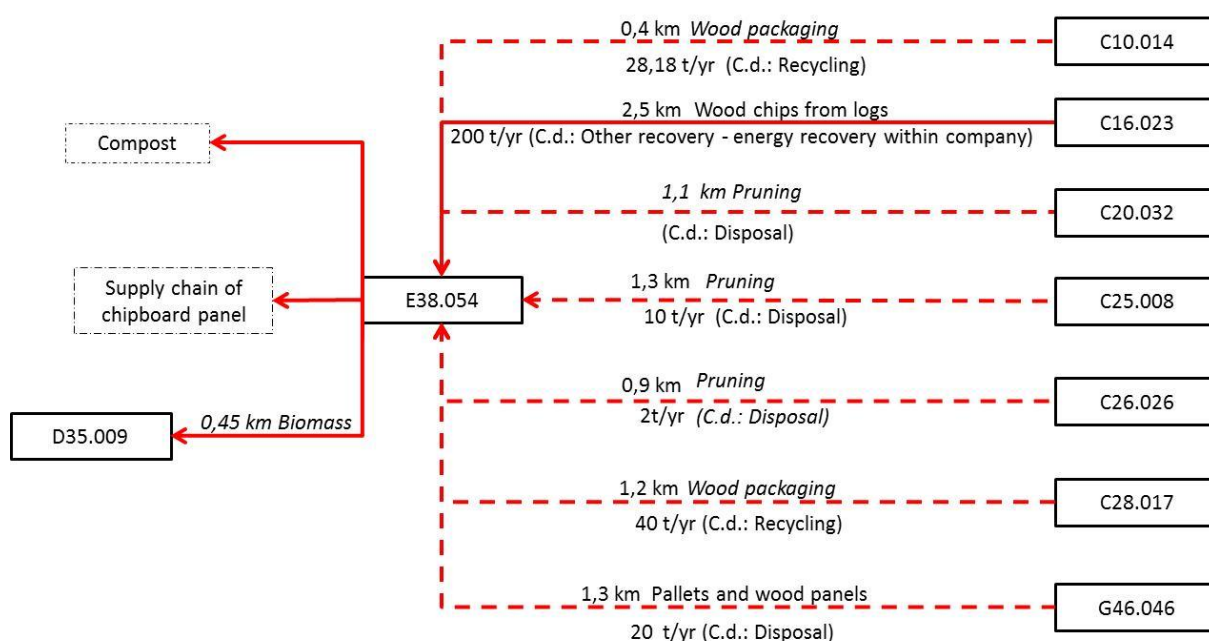 0,4 km Wood packaging
C10.014
28,18 t/yr (C.d.: Recycling)
2,5 km Wood chips from logs
C16.023
200 t/yr (C.d.: Other recovery - energy recovery within company)
Compost
1,1 km Pruning
C20.032
(C.d.: Disposal)
Supply chain of
chipboard panel
E38.054
1,3 km Pruning
C25.008
10 t/yr (C.d.: Disposal)
0,9 km Pruning
C26.026
2t/yr (C.d.: Disposal)
0,45 km Biomass
D35.009
1,2 km Wood packaging
C28.017
40 t/yr (C.d.: Recycling)
1,3 km Pallets and wood panels
G46.046
20 t/yr (C.d.: Disposal)